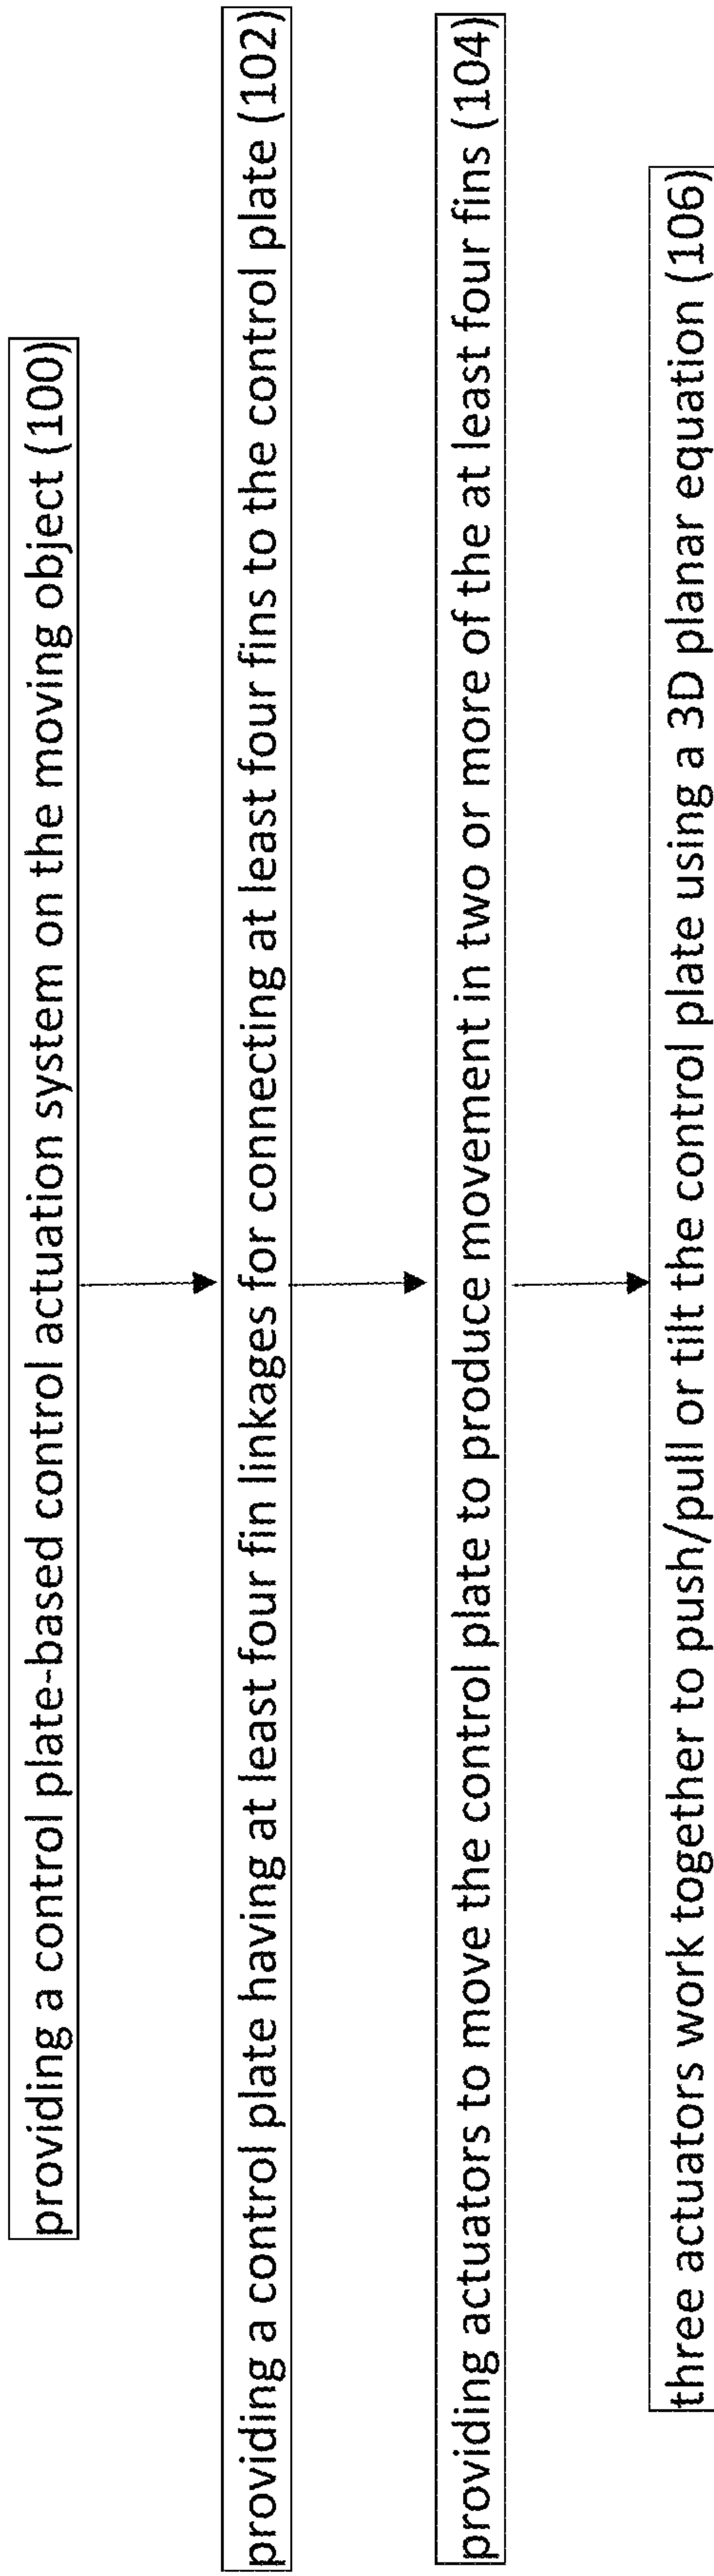 providing a control plate-based control actuation system on the moving object (100)
providing a control plate having at least four fin linkages for connecting at least four fins to the control plate (102)
providing actuators to move the control plate to produce movement in two or more of the at least four fins (104)
three actuators work together to push/pull or tilt the control plate using a 3D planar equation (106)